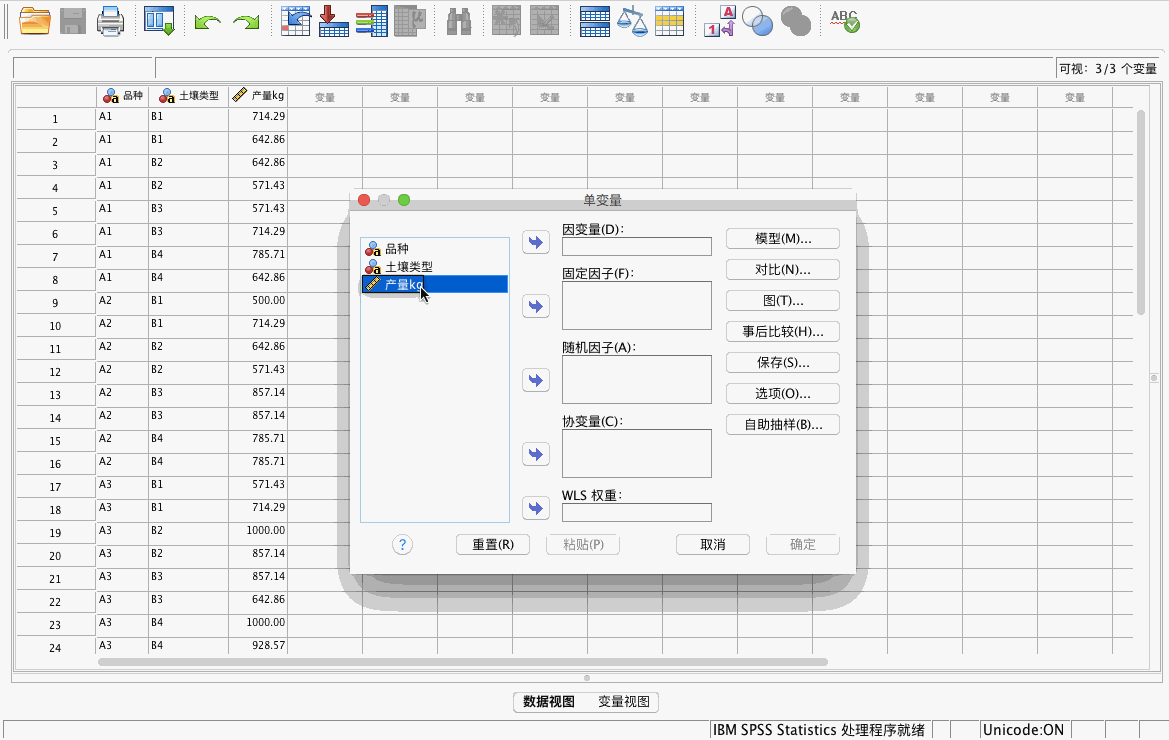 ABC
1 A
可视: 3/3 个变量
品种 土壤类型 产量kg 变量 变量 变量 变量 变量 变量 变量 变量 变量 变量 变量
1 A1 B1 714.29
2 A1 B1 642.86
3 A1 B2 642.86
4 A1 B2 571.43
5 A1 B3 571.43
6 A1 B3 714.29
7 A1 B4 785.71
8 A1 B4 642.86
9 A2 B1 500.00
10 A2 B1 714.29
11 A2 B2 642.86
12 A2 B2 571.43
13 A2 B3 857.14
14 A2 B3 857.14
15 A2 B4 785.71
16 A2 B4 785.71
17 A3 B1 571.43
18 A3 B1 714.29
19 A3 B2 1000.00
20 A3 B2 857.14
21 A3 B3 857.14
22 A3 B3 642.86
23 A3 B4 1000.00
24 A3 B4 928.57
单变量
品种
土壤类型
产量kg
因变量(D):
固定因子(F):
随机因子(A):
协变量(C):
WLS 权重:
模型(M)...
对比(N)...
图(T)...
事后比较(H)...
保存(S)...
选项(O)...
自助抽样(B)...
? 重置(R) 粘贴(P) 取消 确定
数据视图 变量视图
IBM SPSS Statistics 处理程序就绪 Unicode:ON